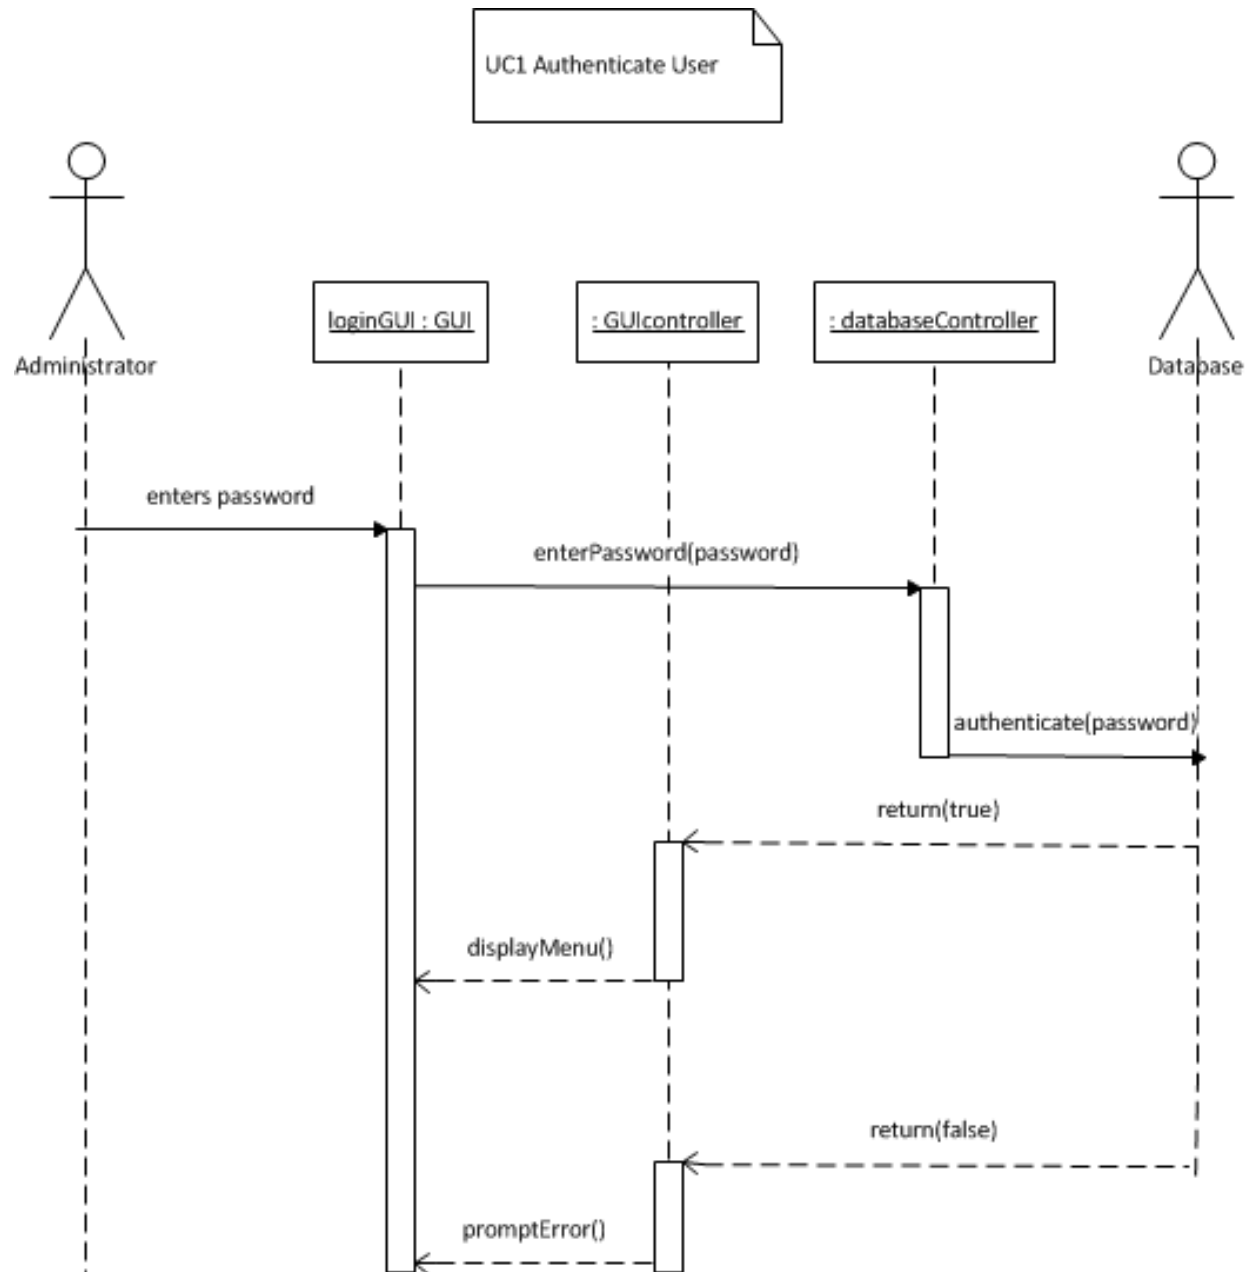 UC1 Authenticate User
loginGUI : GUI
: GUIcontroller
: databaseController
Administrator
Database
enters password
enterPassword(password)
authenticate(password)
return(true)
displayMenu()
return(false)
promptError()